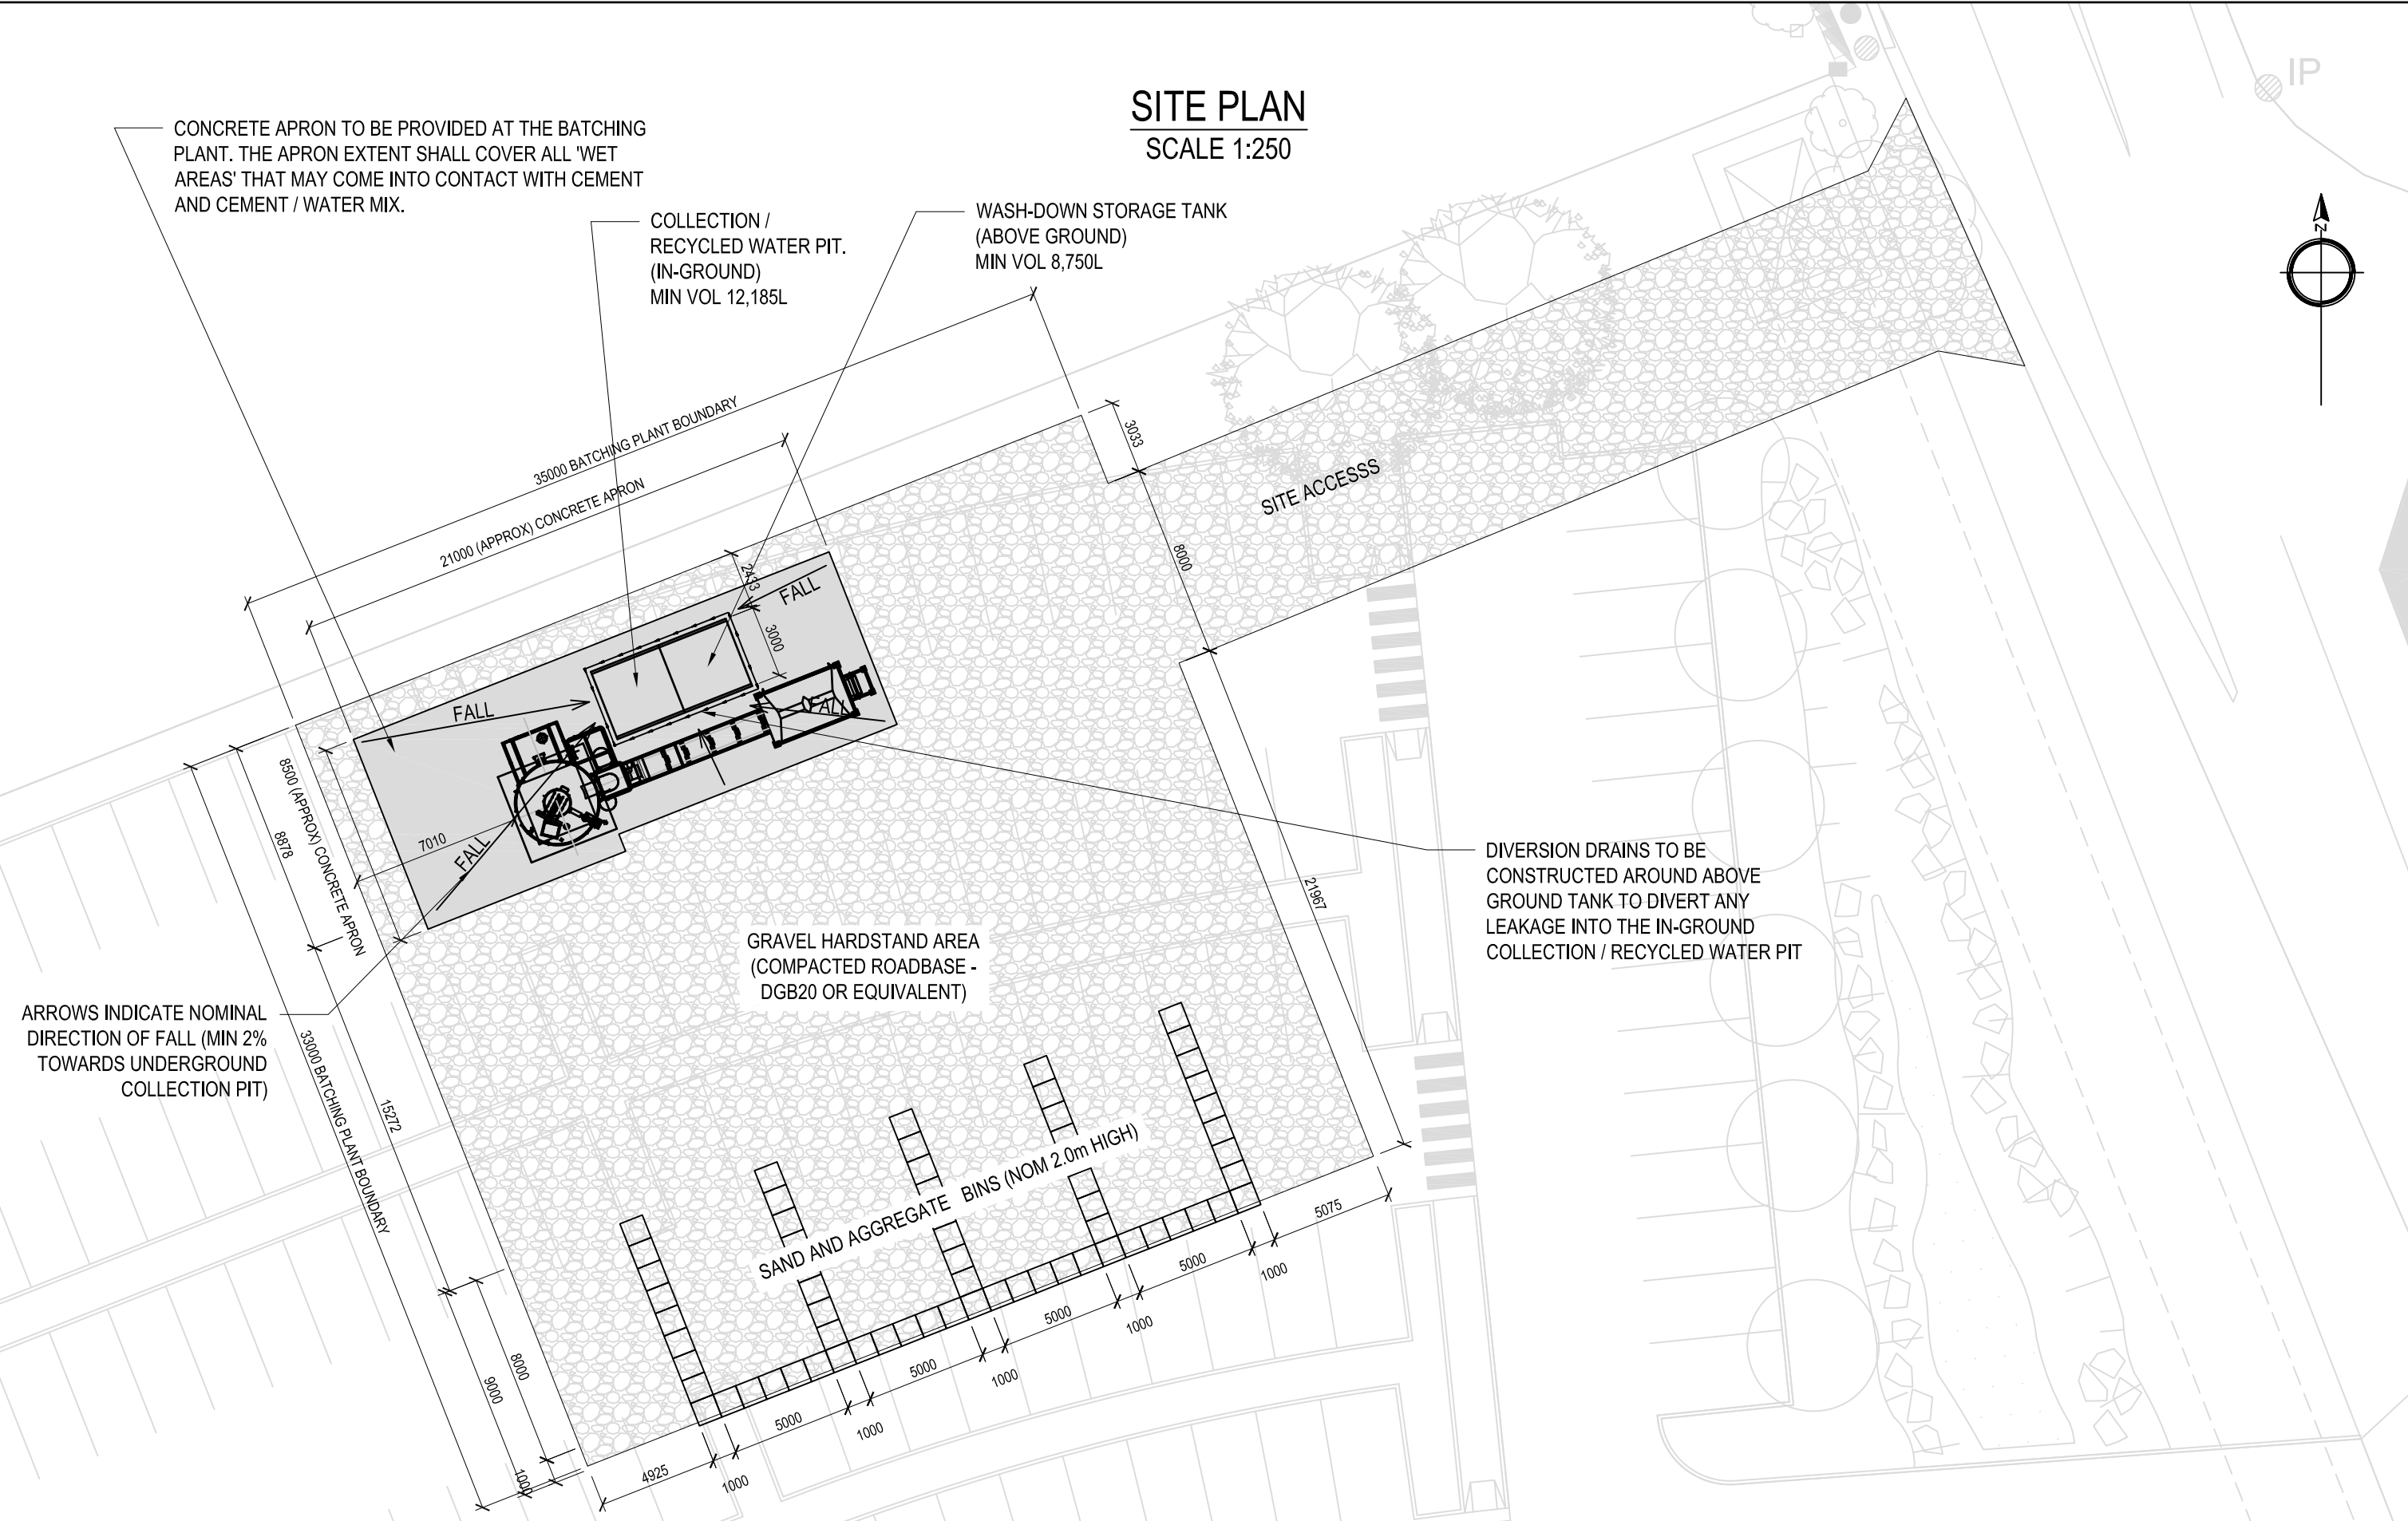 SITE PLAN
SCALE 1:250
CONCRETE APRON TO BE PROVIDED AT THE BATCHING
PLANT. THE APRON EXTENT SHALL COVER ALL 'WET
AREAS' THAT MAY COME INTO CONTACT WITH CEMENT
AND CEMENT / WATER MIX.
COLLECTION /
RECYCLED WATER PIT.
(IN-GROUND)
MIN VOL 12,185L
WASH-DOWN STORAGE TANK
(ABOVE GROUND)
MIN VOL 8,750L
IP
N
35000 BATCHING PLANT BOUNDARY
21000 (APPROX) CONCRETE APRON
3033
SITE ACCESSS
8000
2433
FALL
3000
FALL
FALL
FALL
7010
8500 (APPROX) CONCRETE APRON
8878
21967
DIVERSION DRAINS TO BE
CONSTRUCTED AROUND ABOVE
GROUND TANK TO DIVERT ANY
LEAKAGE INTO THE IN-GROUND
COLLECTION / RECYCLED WATER PIT
GRAVEL HARDSTAND AREA
(COMPACTED ROADBASE -
DGB20 OR EQUIVALENT)
ARROWS INDICATE NOMINAL
DIRECTION OF FALL (MIN 2%
TOWARDS UNDERGROUND
COLLECTION PIT)
33000 BATCHING PLANT BOUNDARY
15272
SAND AND AGGREGATE BINS (NOM 2.0m HIGH)
9000
8000
1000
4925
1000
5000
1000
5000
1000
5000
1000
5000
1000
5075